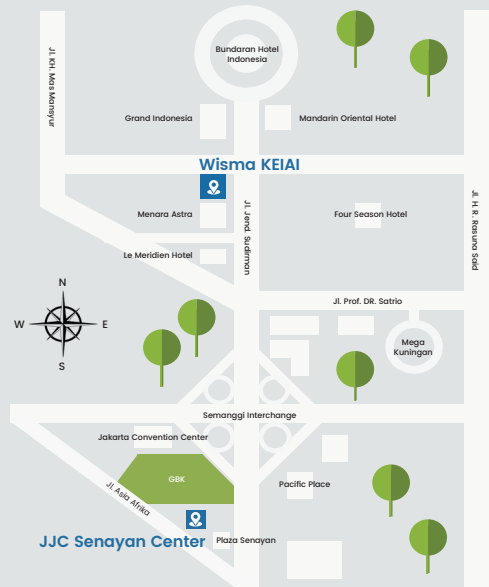 Bundaran Hotel
Indonesia
Jl. KH. Mas Mansyur
Grand Indonesia
Mandarin Oriental Hotel
Wisma KEIAI
Menara Astra
Jl. Jend. Sudirman
Four Season Hotel
Jl. H. R. Rasuna Said
Le Meridien Hotel
N
W
E
S
Jl. Prof. DR. Satrio
Mega
Kuningan
Semanggi Interchange
Jakarta Convention Center
GBK
Jl. Asia Afrika
Pacific Place
JJC Senayan Center
Plaza Senayan